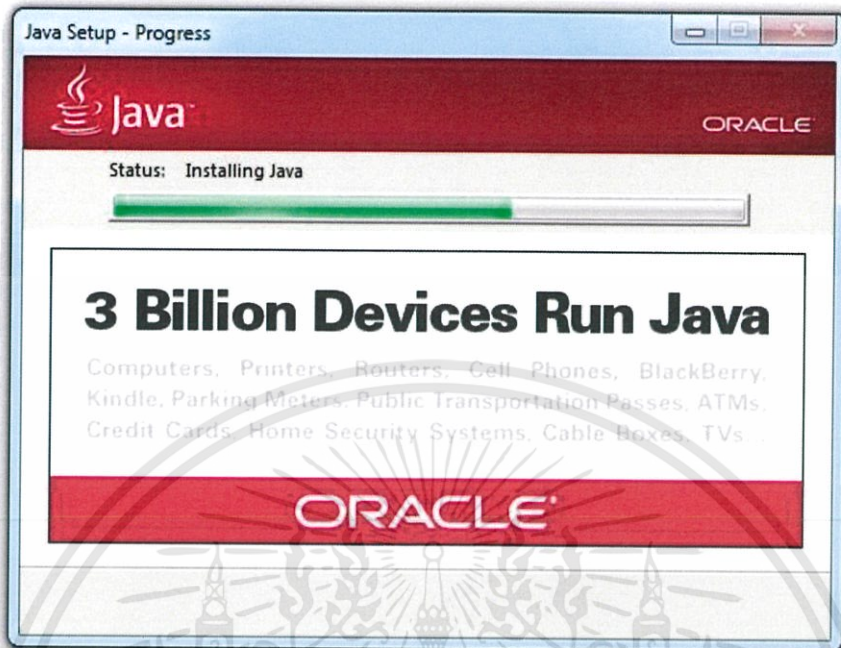 Java Setup - Progress
Java™
ORACLE
Status: Installing Java
3 Billion Devices Run Java
Computers, Printers, Routers, Cell Phones, BlackBerry,
Kindle, Parking Meters, Public Transportation Passes, ATMs,
Credit Cards, Home Security Systems, Cable Boxes, TVs...
ORACLE®